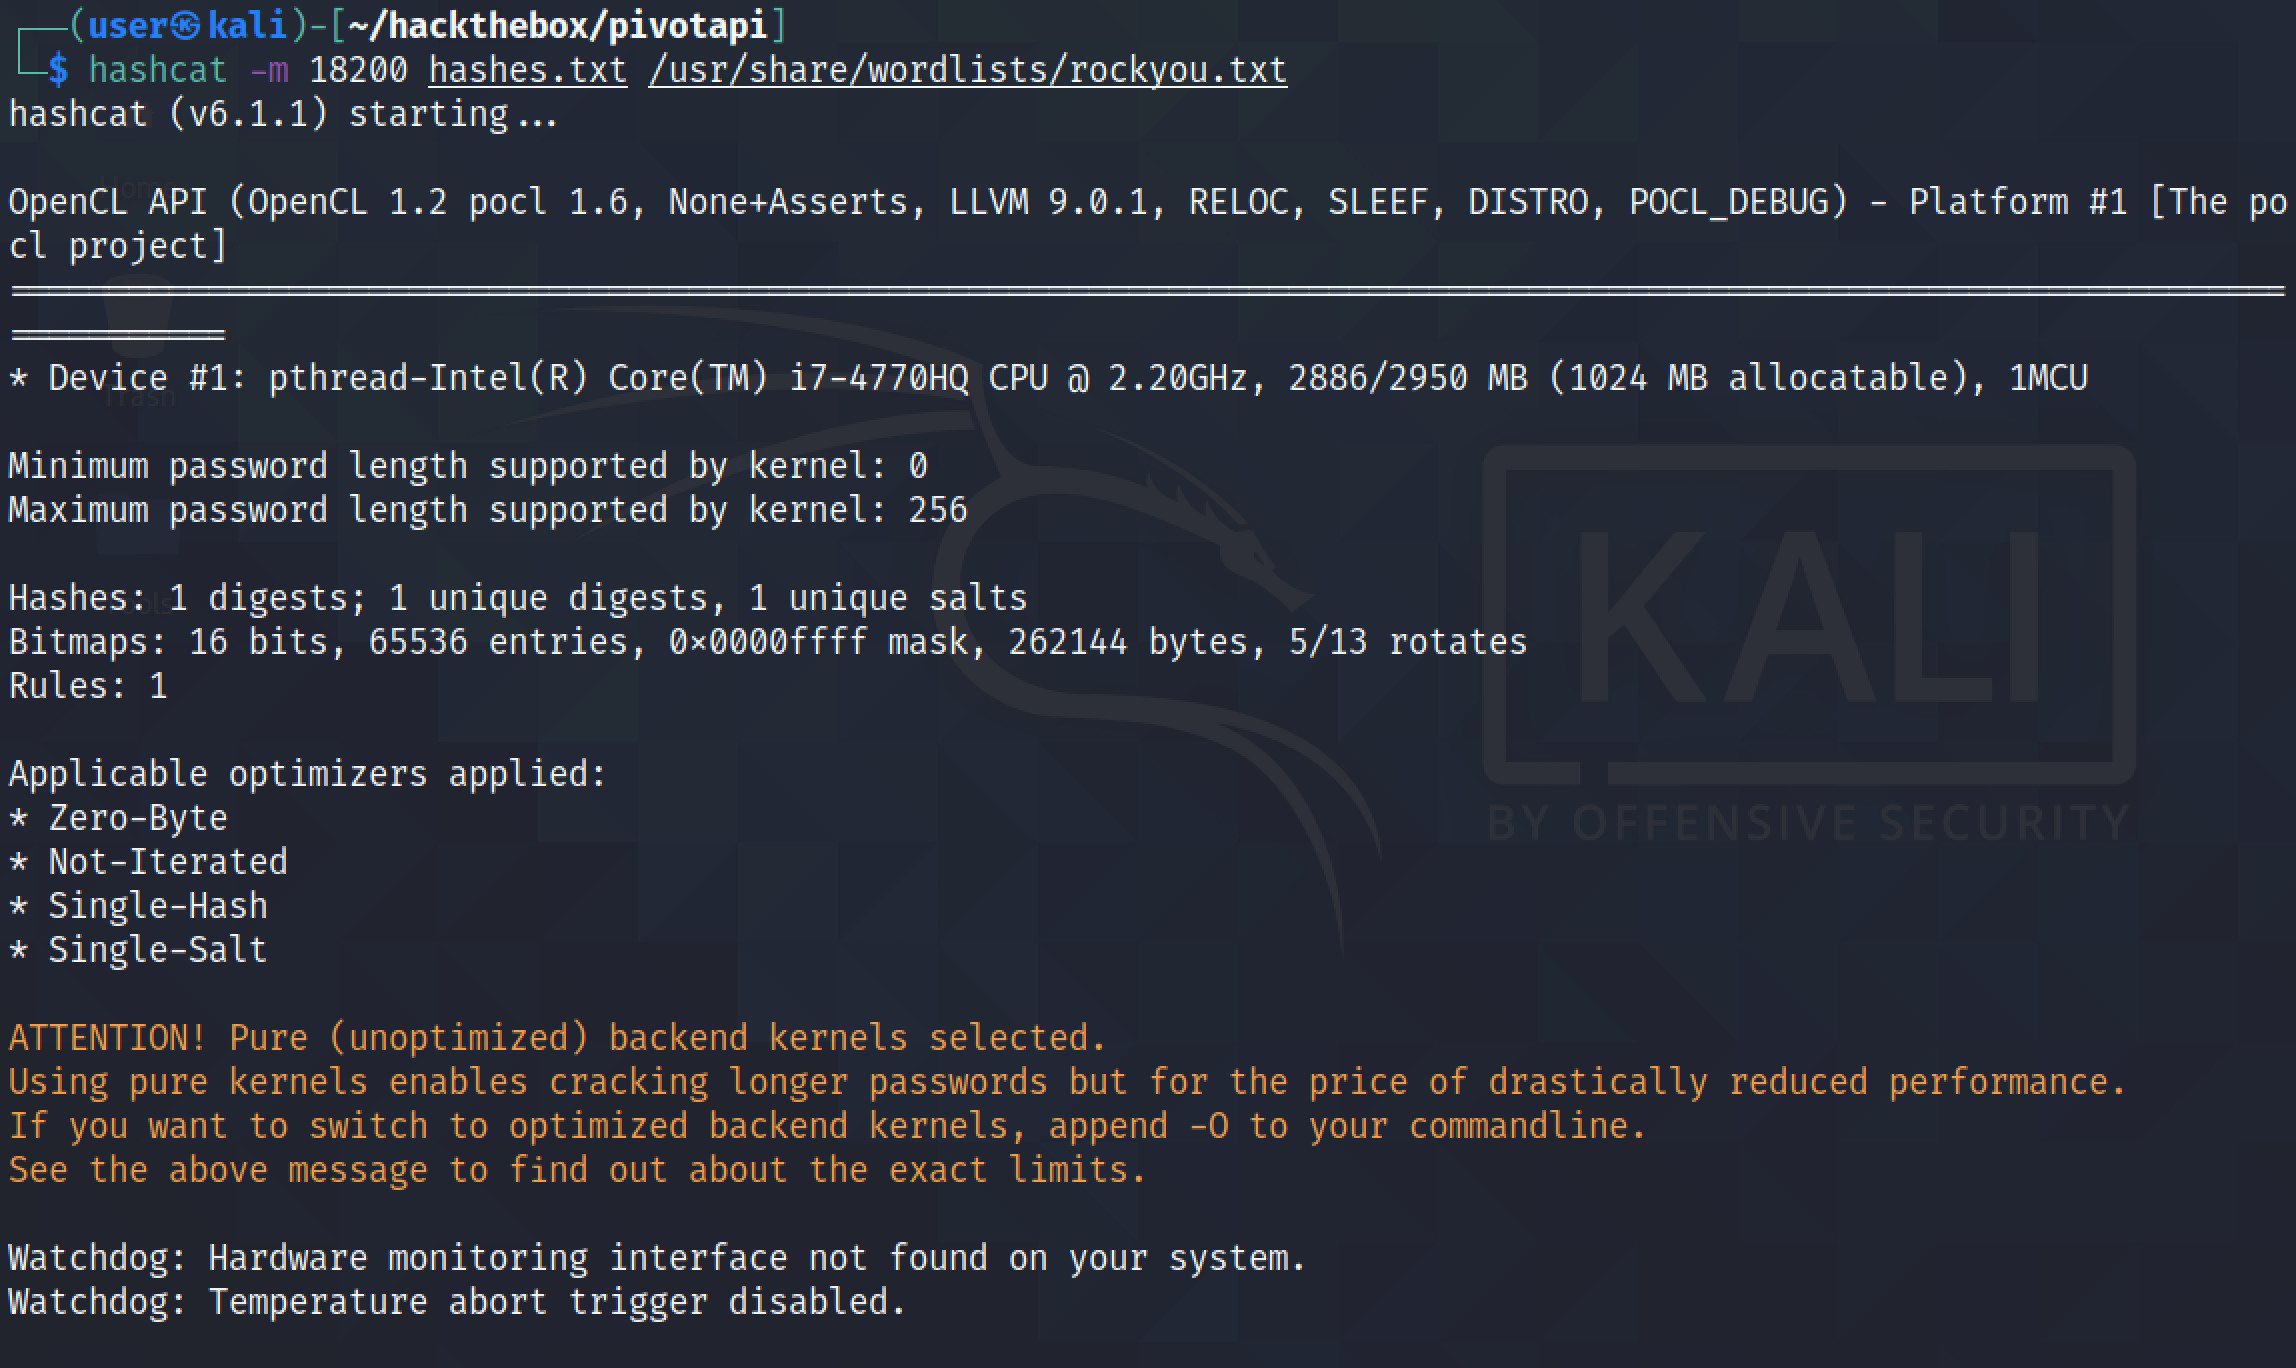 (user㉿kali)-[~/hackthebox/pivotapi]
$ hashcat -m 18200 hashes.txt /usr/share/wordlists/rockyou.txt
hashcat (v6.1.1) starting...
OpenCL API (OpenCL 1.2 pocl 1.6, None+Asserts, LLVM 9.0.1, RELOC, SLEEF, DISTRO, POCL_DEBUG) - Platform #1 [The po
cl project]
==================================================================================================================
===========
* Device #1: pthread-Intel(R) Core(TM) i7-4770HQ CPU @ 2.20GHz, 2886/2950 MB (1024 MB allocatable), 1MCU
Trash
Minimum password length supported by kernel: 0
Maximum password length supported by kernel: 256
Hashes: 1 digests; 1 unique digests, 1 unique salts
Bitmaps: 16 bits, 65536 entries, 0x0000ffff mask, 262144 bytes, 5/13 rotates
Rules: 1
KALI
BY OFFENSIVE SECURITY
Applicable optimizers applied:
* Zero-Byte
* Not-Iterated
* Single-Hash
* Single-Salt
ATTENTION! Pure (unoptimized) backend kernels selected.
Using pure kernels enables cracking longer passwords but for the price of drastically reduced performance.
If you want to switch to optimized backend kernels, append -O to your commandline.
See the above message to find out about the exact limits.
Watchdog: Hardware monitoring interface not found on your system.
Watchdog: Temperature abort trigger disabled.